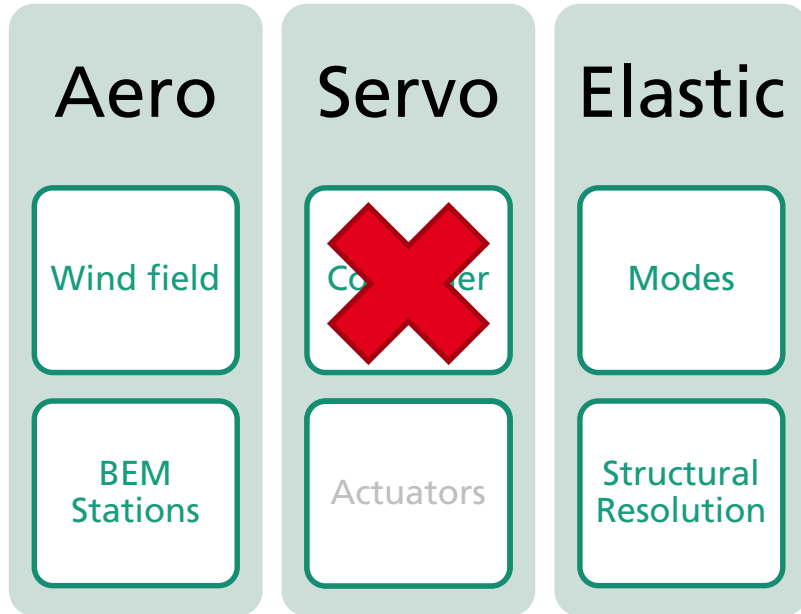 Aero
Servo
Elastic
Wind field
Modes
BEM
Stations
Actuators
Structural
Resolution